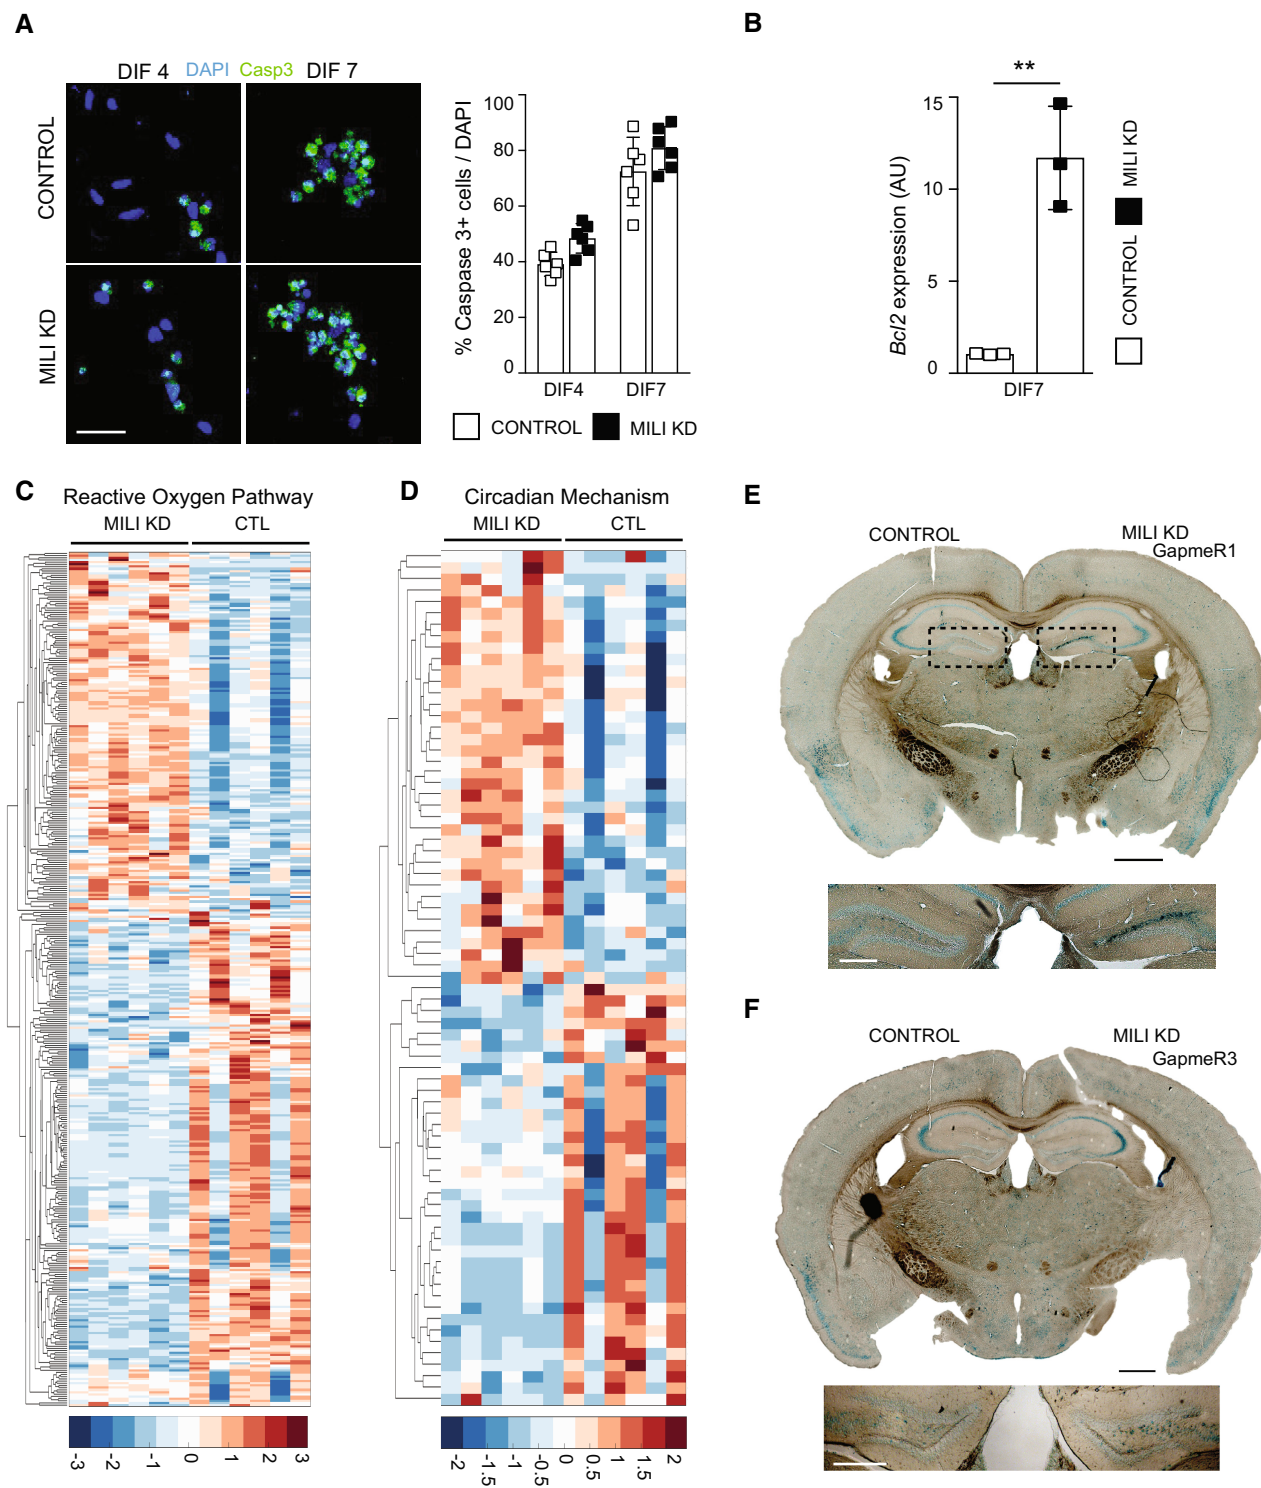 A
DIF 4 DAPI Casp3 DIF 7
CONTROL
MILI KD
% Caspase 3+ cells / DAPI
100
80
60
40
20
0
DIF4 DIF7
CONTROL MILI KD
B
**
Bcl2 expression (AU)
15
10
5
0
DIF7
MILI KD
CONTROL
C
Reactive Oxygen Pathway
MILI KD CTL
-3 -2 -1 0 1 2 3
D
Circadian Mechanism
MILI KD CTL
-2 -1.5 -1 -0.5 0 0.5 1 1.5 2
E
CONTROL MILI KD
GapmeR1
F
CONTROL MILI KD
GapmeR3